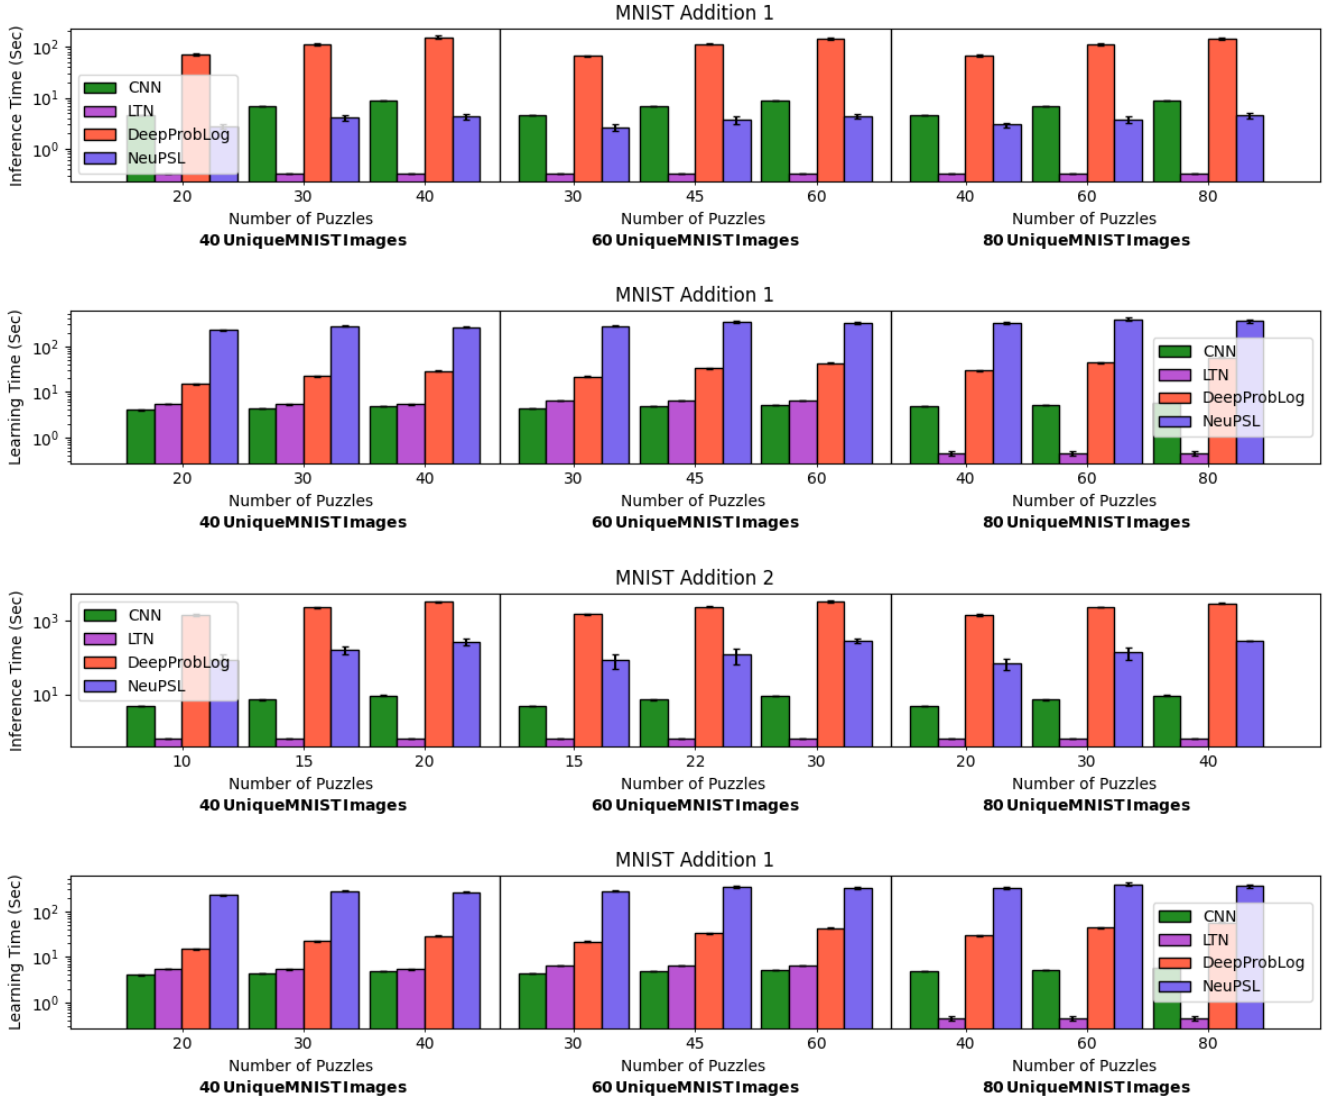 MNIST Addition 1
Inference Time (Sec)
10² 10¹ 10⁰
CNN
LTN
DeepProbLog
NeuPSL
20 30 40 30 45 60 40 60 80
Number of Puzzles Number of Puzzles Number of Puzzles
40 UniqueMNISTImages 60 UniqueMNISTImages 80 UniqueMNISTImages
MNIST Addition 1
Learning Time (Sec)
10² 10¹ 10⁰
CNN
LTN
DeepProbLog
NeuPSL
20 30 40 30 45 60 40 60 80
Number of Puzzles Number of Puzzles Number of Puzzles
40 UniqueMNISTImages 60 UniqueMNISTImages 80 UniqueMNISTImages
MNIST Addition 2
Inference Time (Sec)
10³ 10¹
CNN
LTN
DeepProbLog
NeuPSL
10 15 20 15 22 30 20 30 40
Number of Puzzles Number of Puzzles Number of Puzzles
40 UniqueMNISTImages 60 UniqueMNISTImages 80 UniqueMNISTImages
MNIST Addition 1
Learning Time (Sec)
10² 10¹ 10⁰
CNN
LTN
DeepProbLog
NeuPSL
20 30 40 30 45 60 40 60 80
Number of Puzzles Number of Puzzles Number of Puzzles
40 UniqueMNISTImages 60 UniqueMNISTImages 80 UniqueMNISTImages